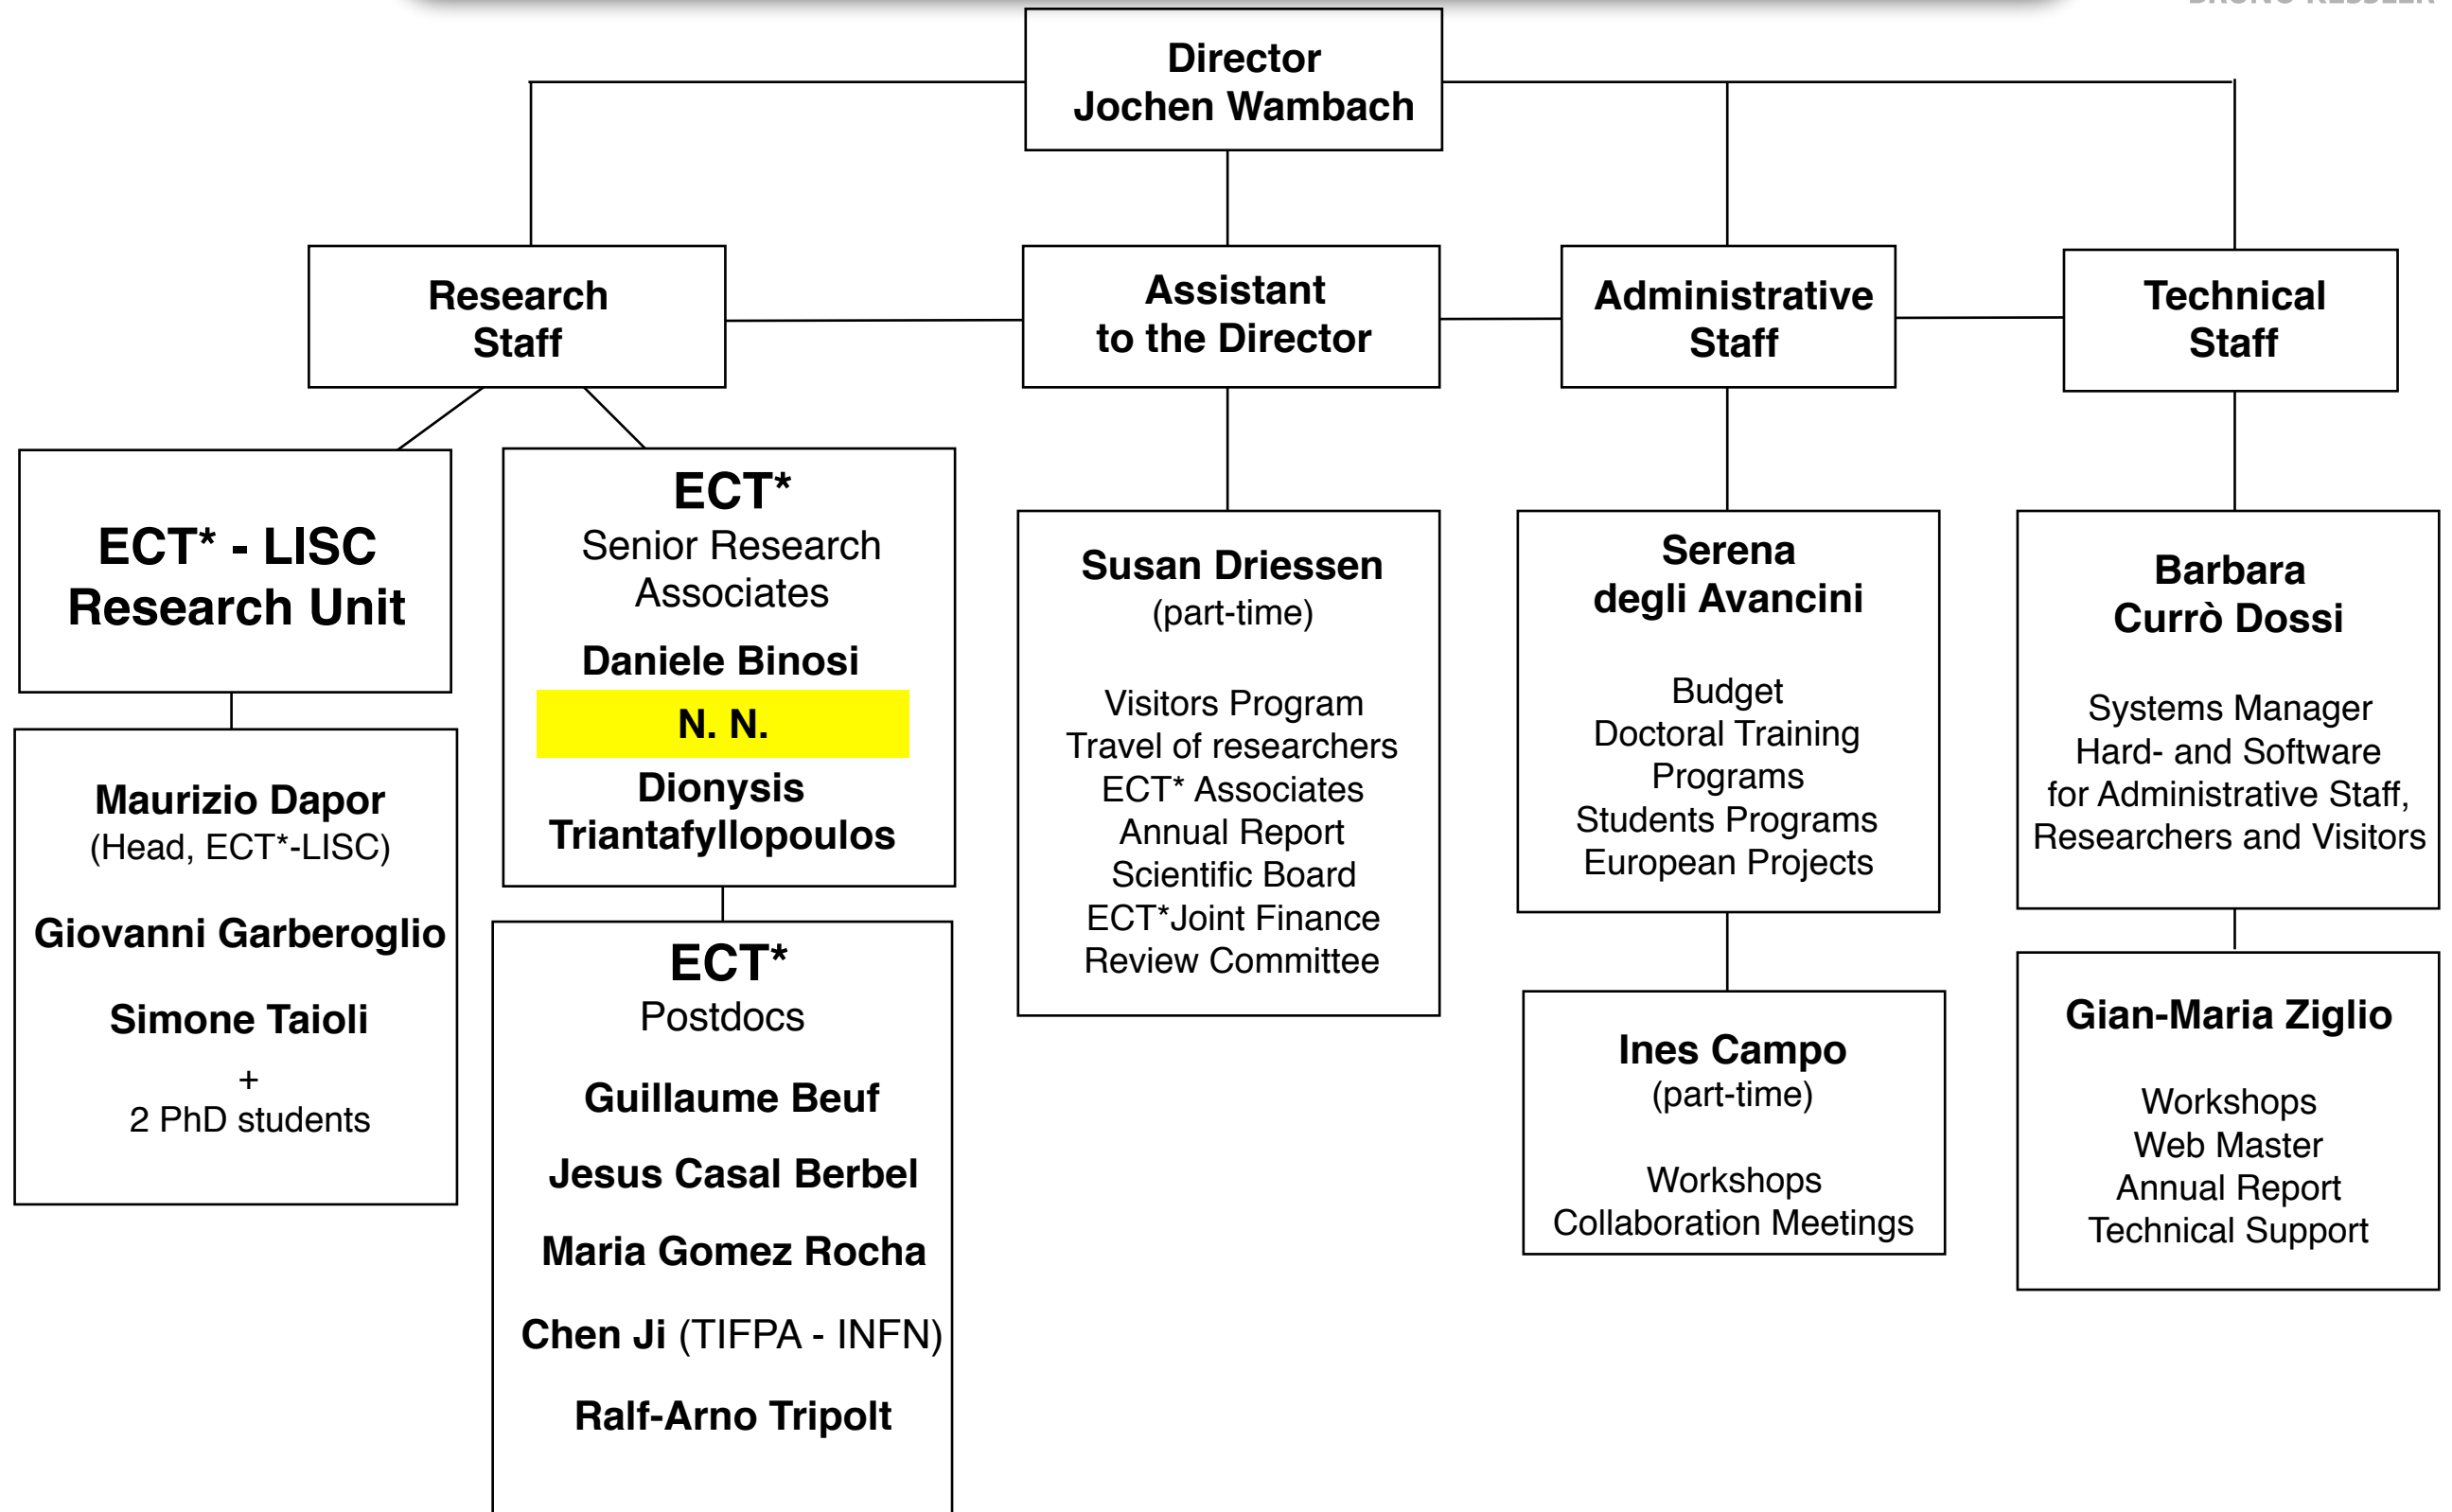 Director
Jochen Wambach
Research
Staff
Assistant
to the Director
Administrative
Staff
Technical
Staff
ECT* - LISC
Research Unit
Maurizio Dapor
(Head, ECT*-LISC)
Giovanni Garberoglio
Simone Taioli
+
2 PhD students
ECT*
Senior Research
Associates
Daniele Binosi
N. N.
Dionysis
Triantafyllopoulos
ECT*
Postdocs
Guillaume Beuf
Jesus Casal Berbel
Maria Gomez Rocha
Chen Ji (TIFPA - INFN)
Ralf-Arno Tripolt
Susan Driessen
(part-time)
Visitors Program
Travel of researchers
ECT* Associates
Annual Report
Scientific Board
ECT*Joint Finance
Review Committee
Serena
degli Avancini
Budget
Doctoral Training
Programs
Students Programs
European Projects
Ines Campo
(part-time)
Workshops
Collaboration Meetings
Barbara
Currò Dossi
Systems Manager
Hard- and Software
for Administrative Staff,
Researchers and Visitors
Gian-Maria Ziglio
Workshops
Web Master
Annual Report
Technical Support